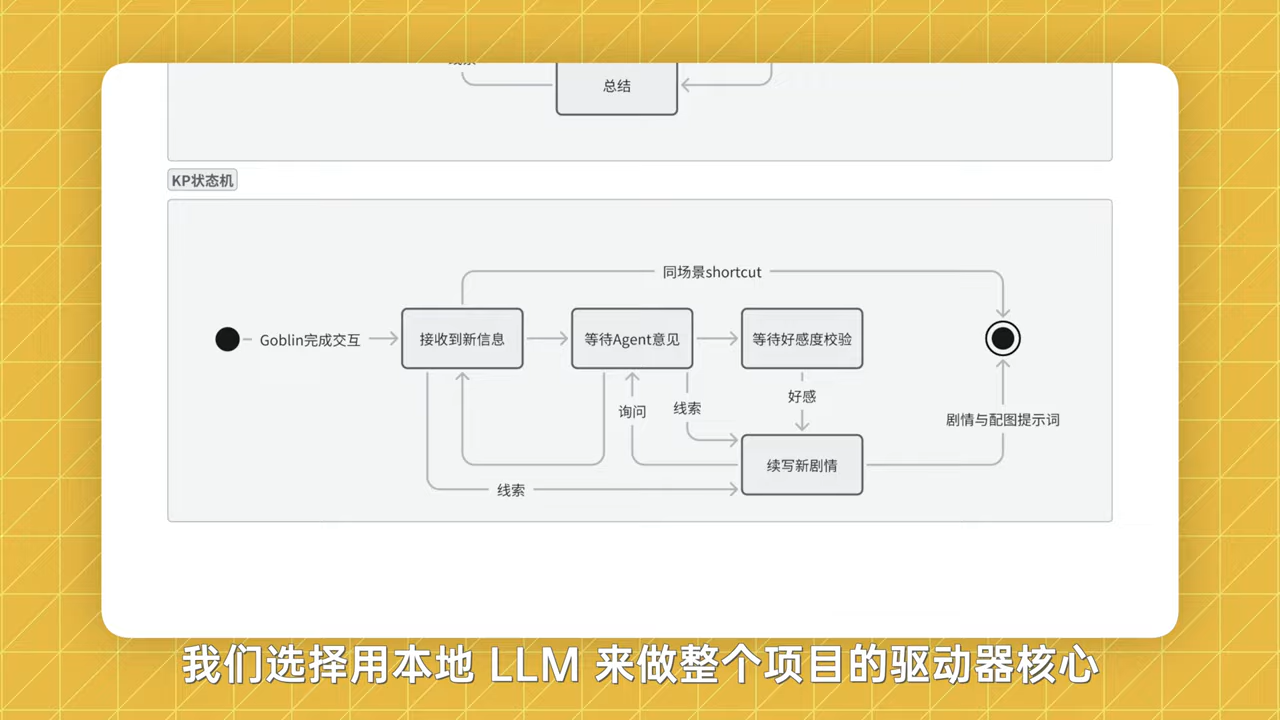 总结
KP状态机
同场景shortcut
Goblin完成交互
接收到新信息
等待Agent意见
等待好感度校验
询问
线索
好感
剧情与配图提示词
续写新剧情
线索
我们选择用本地 LLM 来做整个项目的驱动器核心